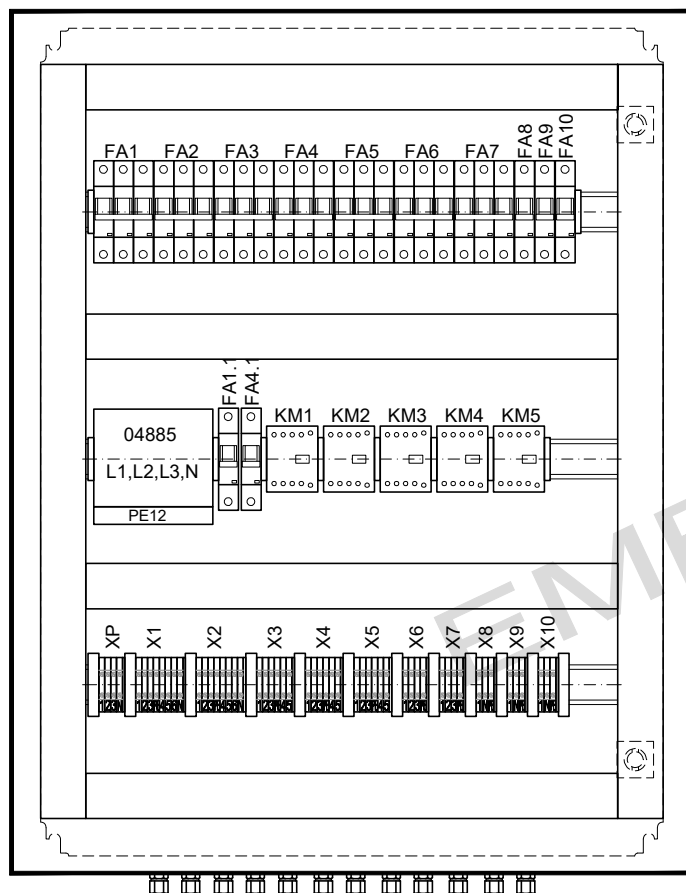 FA1 FA2 FA3 FA4 FA5 FA6 FA7 FA8 FA9 FA10
FA1.1 FA4.1
KM1 KM2 KM3 KM4 KM5
04885
L1,L2,L3,N
PE12
XP X1 X2 X3 X4 X5 X6 X7 X8 X9 X10